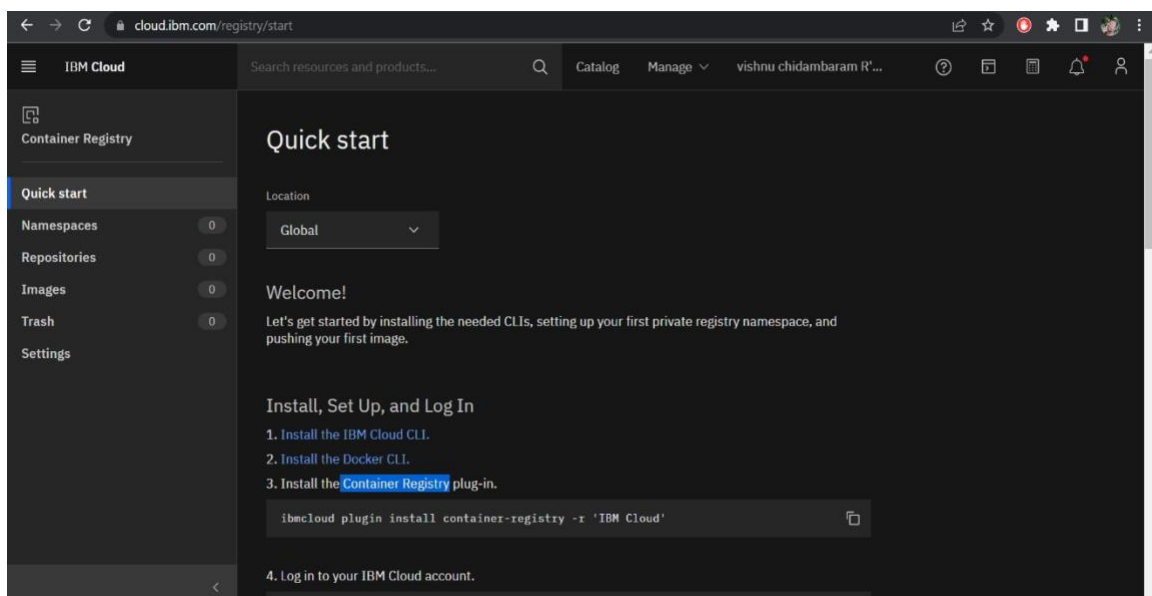 cloud.ibm.com/registry/start
IBM Cloud
Search resources and products...
Catalog
Manage
vishnu chidambaram R'...
Container Registry
Quick start
Namespaces 0
Repositories 0
Images 0
Trash 0
Settings
Quick start
Location
Global
Welcome!
Let's get started by installing the needed CLIs, setting up your first private registry namespace, and
pushing your first image.
Install, Set Up, and Log In
1. Install the IBM Cloud CLI.
2. Install the Docker CLI.
3. Install the Container Registry plug-in.
ibmcloud plugin install container-registry -r 'IBM Cloud'
4. Log in to your IBM Cloud account.